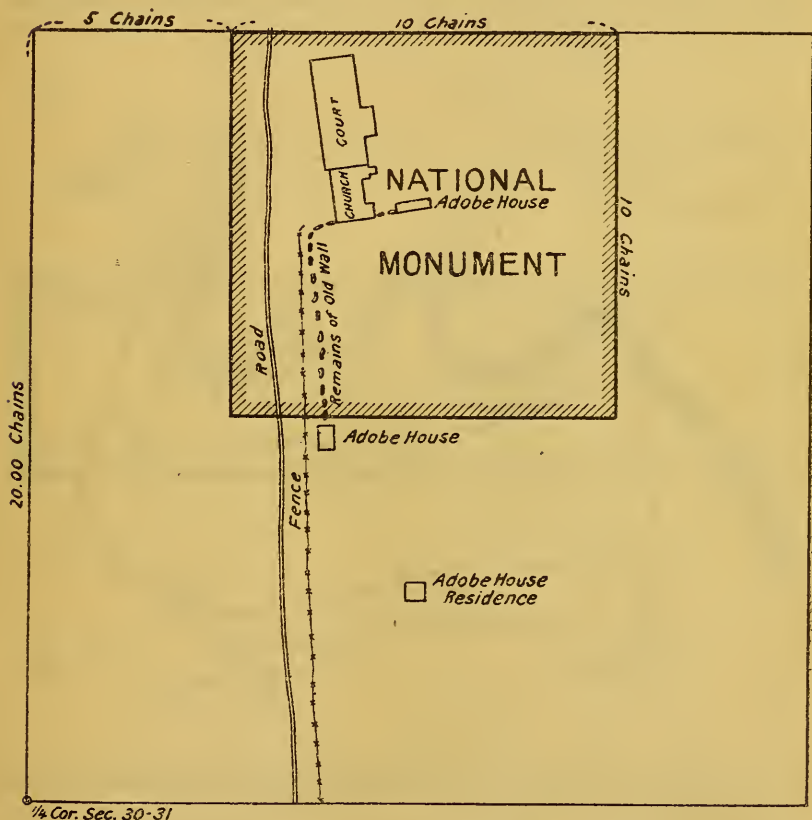 5 Chains
10 Chains
COURT
CHURCH
NATIONAL
Adobe House
MONUMENT
10 Chains
Remains of Old Wall
Road
20.00 Chains
Adobe House
Fence
Adobe House
Residence
1/4 Cor. Sec. 30-31